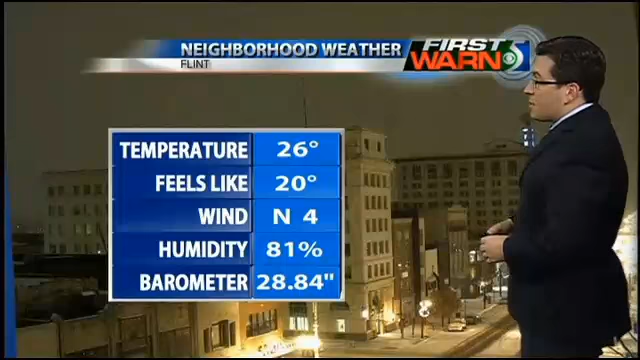 NEIGHBORHOOD WEATHER
FLINT
FIRST
WARN 5
TEMPERATURE 26°
FEELS LIKE 20°
WIND N 4
HUMIDITY 81%
BAROMETER 28.84"